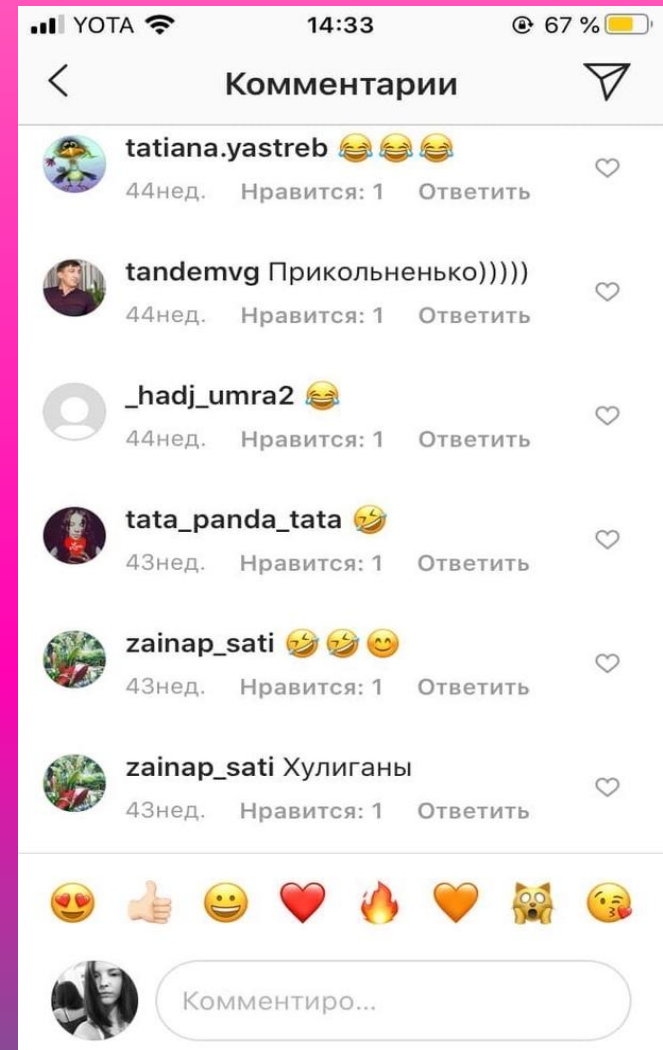 YOTA 14:33 67 %
Комментарии
tatiana.yastreb 😂😂😂
44нед. Нравится: 1 Ответить
tandemvg Прикольненько)))))
44нед. Нравится: 1 Ответить
_hadj_umra2 😂
44нед. Нравится: 1 Ответить
tata_panda_tata 🤣
43нед. Нравится: 1 Ответить
zainap_sati 🤣🤣😊
43нед. Нравится: 1 Ответить
zainap_sati Хулиганы
43нед. Нравится: 1 Ответить
Комментиро...